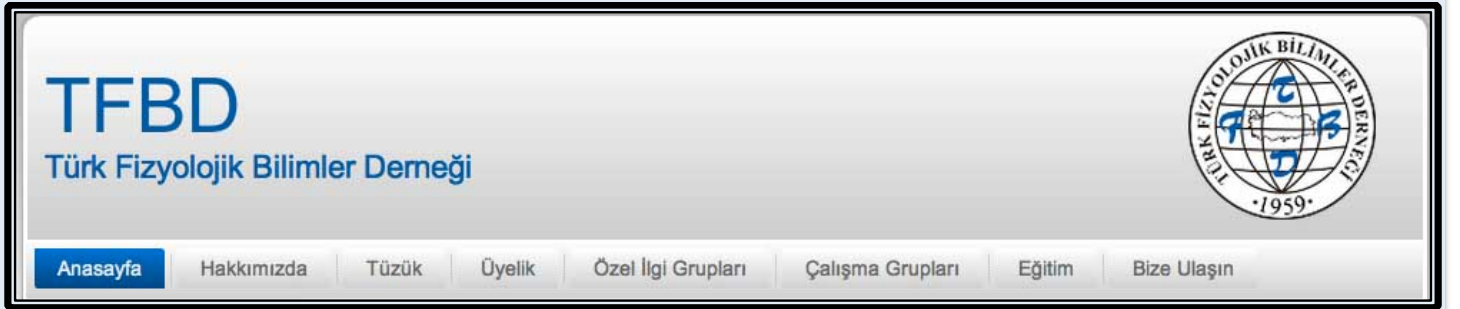 TFBD
Türk Fizyolojik Bilimler Derneği
TÜRK FİZYOLOJİK BİLİMLER DERNEĞİ
T
F B
D
·1959·
Anasayfa Hakkımızda Tüzük Üyelik Özel İlgi Grupları Çalışma Grupları Eğitim Bize Ulaşın